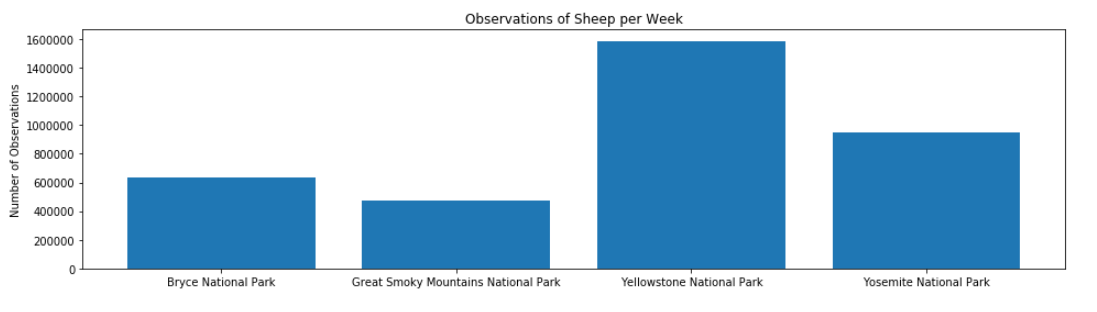 Observations of Sheep per Week
Number of Observations
1600000
1400000
1200000
1000000
800000
600000
400000
200000
0
Bryce National Park
Great Smoky Mountains National Park
Yellowstone National Park
Yosemite National Park